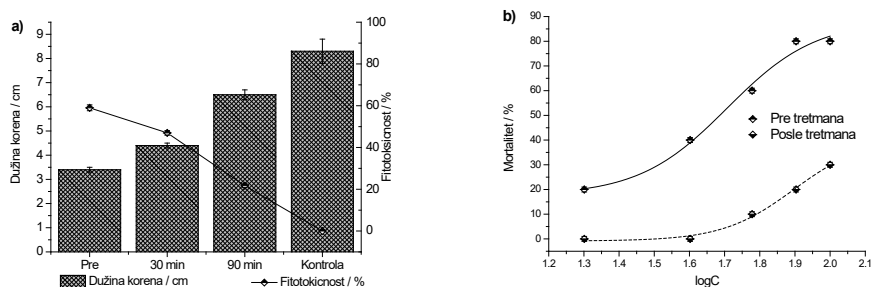 a)
Dužina korena / cm
9
8
7
6
5
4
3
2
1
0
Pre 30 min 90 min Kontrola
100
80
60
40
20
0
Fitotoksicnost / %
Dužina korena / cm Fitotokicnost / %
b)
Mortalitet / %
90
80
70
60
50
40
30
20
10
0
Pre tretmana
Posle tretmana
1.2 1.3 1.4 1.5 1.6 1.7 1.8 1.9 2.0 2.1
logC